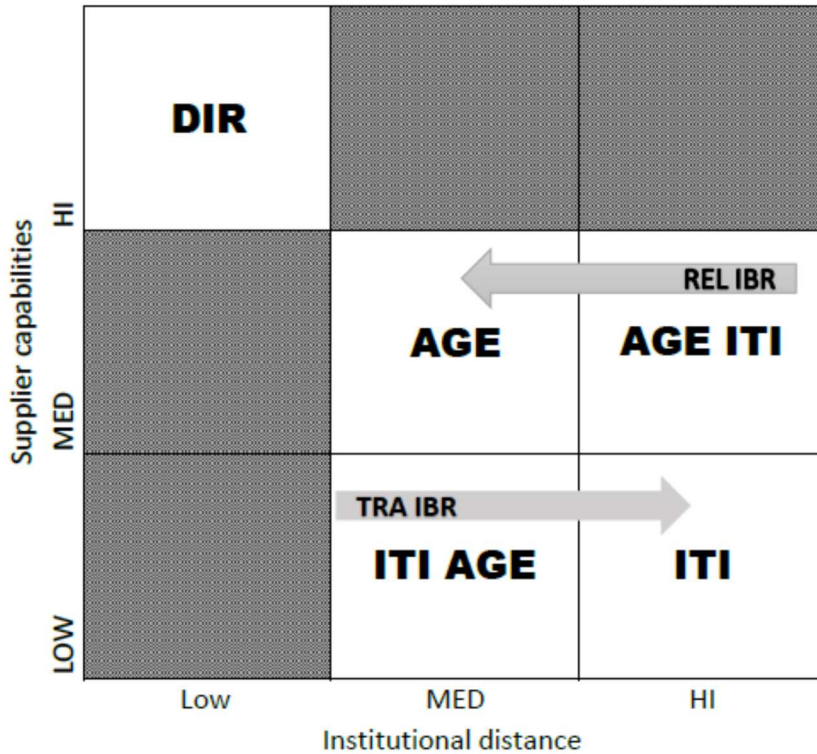 DIR
HI
REL IBR
AGE
AGE ITI
Supplier capabilities
MED
TRA IBR
ITI AGE
ITI
LOW
Low
MED
HI
Institutional distance